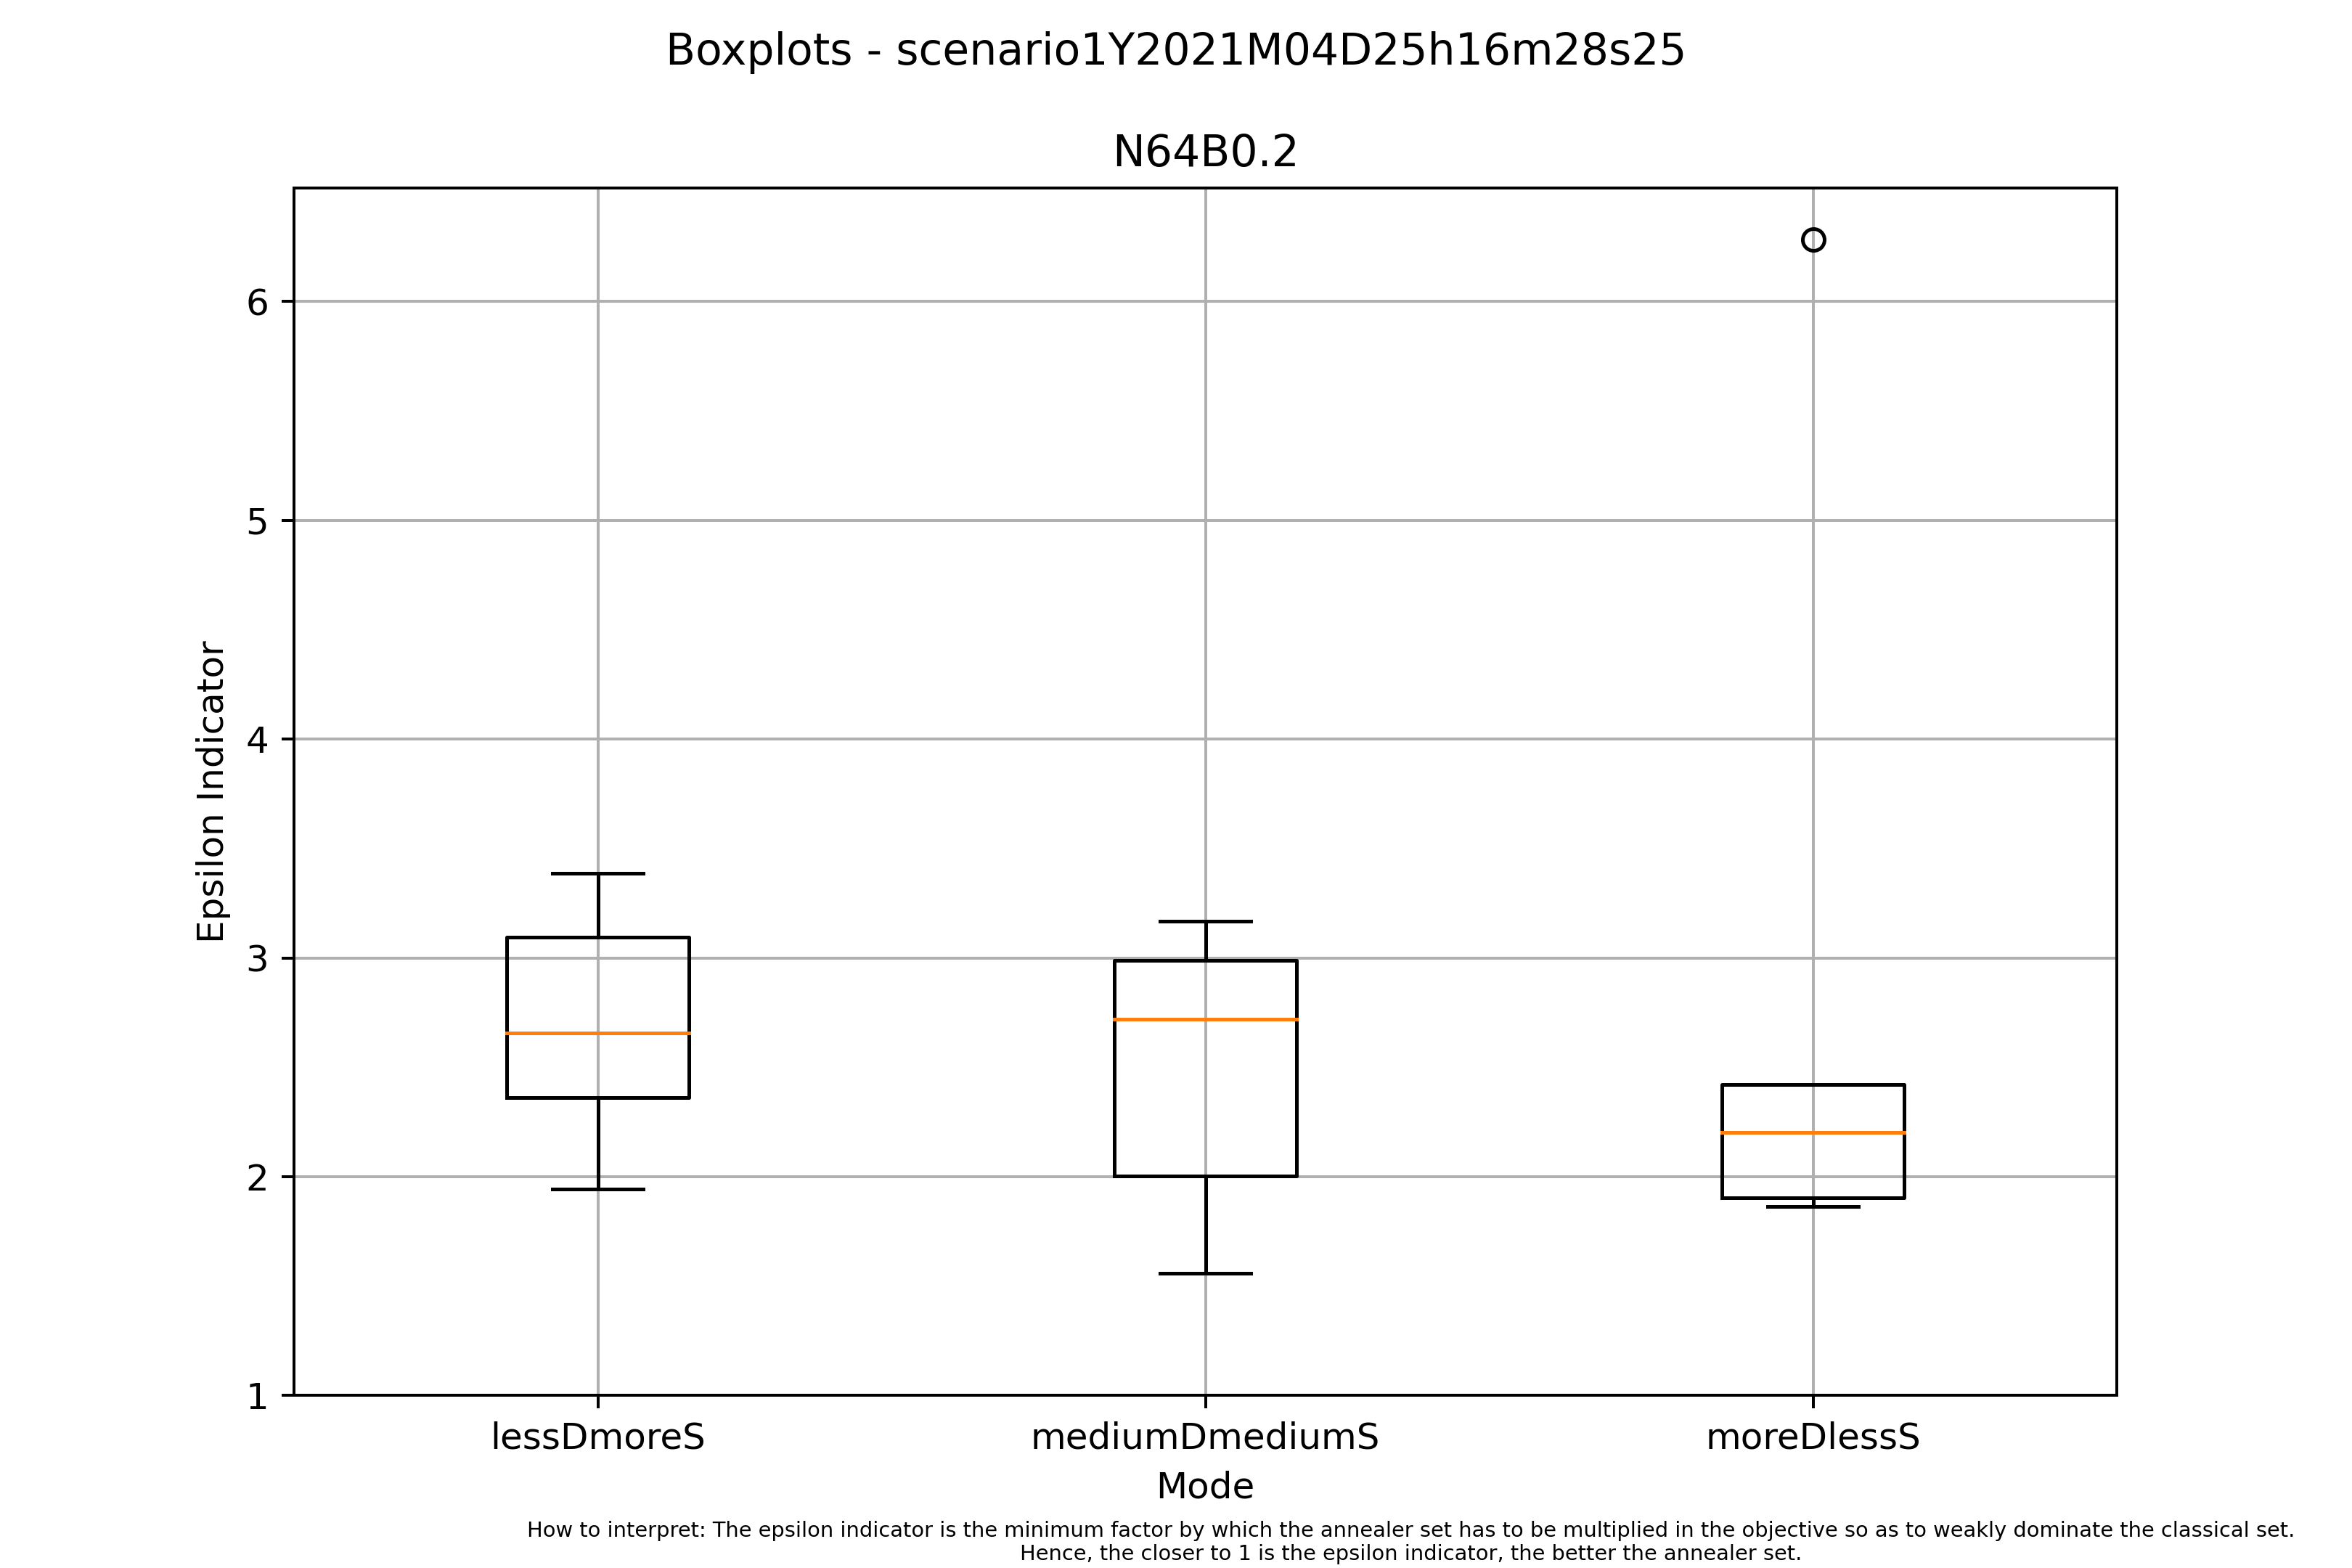 Boxplots - scenario1Y2021M04D25h16m28s25
N64B0.2
Epsilon Indicator
6
5
4
3
2
1
lessDmoreS
mediumDmediumS
moreDlessS
Mode
How to interpret: The epsilon indicator is the minimum factor by which the annealer set has to be multiplied in the objective so as to weakly dominate the classical set.
Hence, the closer to 1 is the epsilon indicator, the better the annealer set.